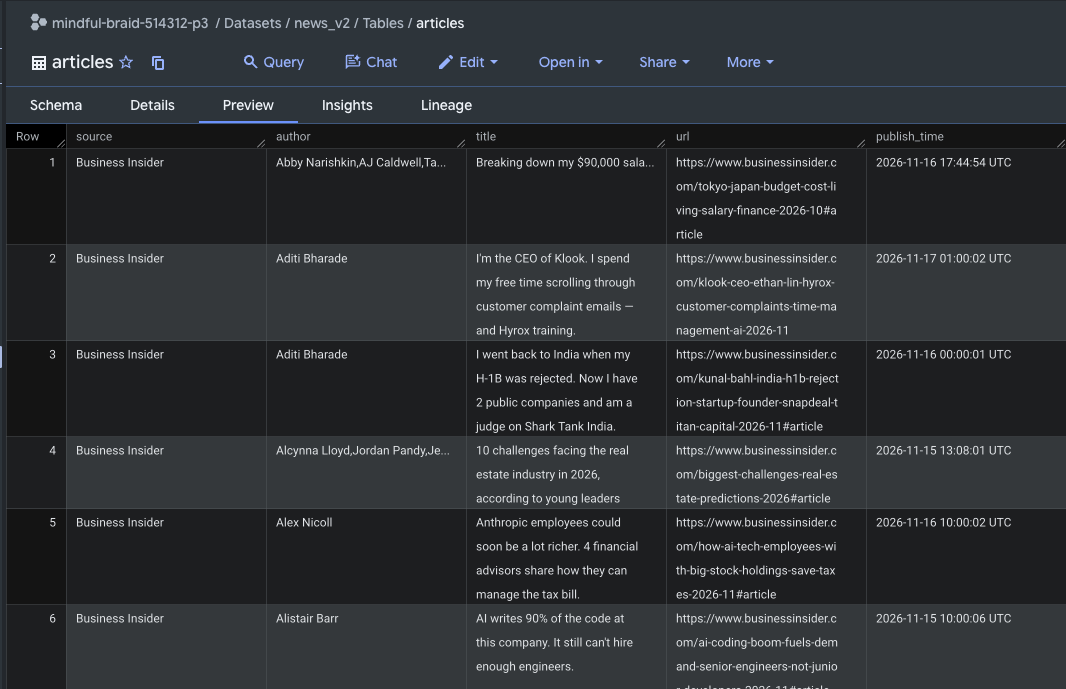 mindful-braid-514312-p3 / Datasets / news_v2 / Tables / articles
articles Query Chat Edit Open in Share More
Schema Details Preview Insights Lineage
Row source author title url publish_time
1 Business Insider Abby Narishkin,AJ Caldwell,Ta... Breaking down my $90,000 sala... https://www.businessinsider.c 2026-11-16 17:44:54 UTC
om/tokyo-japan-budget-cost-li
ving-salary-finance-2026-10#a
rticle
2 Business Insider Aditi Bharade I'm the CEO of Klook. I spend https://www.businessinsider.c 2026-11-17 01:00:02 UTC
my free time scrolling through om/klook-ceo-ethan-lin-hyrox-
customer complaint emails — customer-complaints-time-ma
and Hyrox training. nagement-ai-2026-11
3 Business Insider Aditi Bharade I went back to India when my https://www.businessinsider.c 2026-11-16 00:00:01 UTC
H-1B was rejected. Now I have om/kunal-bahl-india-h1b-reject
2 public companies and am a ion-startup-founder-snapdeal-t
judge on Shark Tank India. itan-capital-2026-11#article
4 Business Insider Alcynna Lloyd,Jordan Pandy,Je... 10 challenges facing the real https://www.businessinsider.c 2026-11-15 13:08:01 UTC
estate industry in 2026, om/biggest-challenges-real-es
according to young leaders tate-predictions-2026#article
5 Business Insider Alex Nicoll Anthropic employees could https://www.businessinsider.c 2026-11-16 10:00:02 UTC
soon be a lot richer. 4 financial om/how-ai-tech-employees-wi
advisors share how they can th-big-stock-holdings-save-tax
manage the tax bill. es-2026-11#article
6 Business Insider Alistair Barr AI writes 90% of the code at https://www.businessinsider.c 2026-11-15 10:00:06 UTC
this company. It still can't hire om/ai-coding-boom-fuels-dem
enough engineers. and-senior-engineers-not-junio
r-developers-2026-11#article